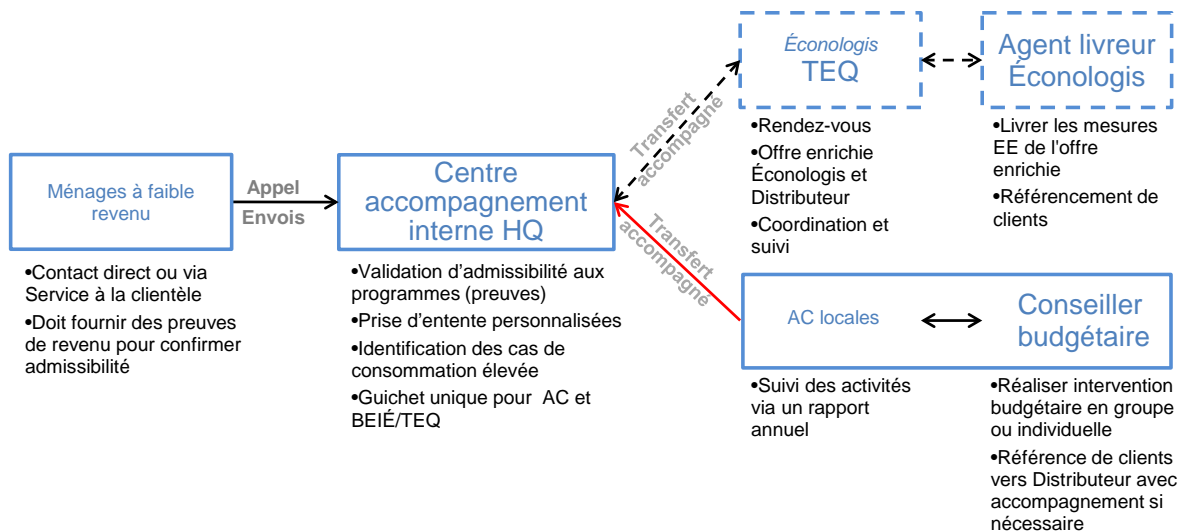 Ménages à faible
revenu
•Contact direct ou via
Service à la clientèle
•Doit fournir des preuves
de revenu pour confirmer
admissibilité
Appel
Envois
Centre
accompagnement
interne HQ
•Validation d’admissibilité aux
programmes (preuves)
•Prise d’entente personnalisées
•Identification des cas de
consommation élevée
•Guichet unique pour AC et
BEIÉ/TEQ
Transfert
accompagné
Transfert
accompagné
Éconologis
TEQ
•Rendez-vous
•Offre enrichie
Éconologis et
Distributeur
•Coordination et
suivi
Agent livreur
Éconologis
•Livrer les mesures
EE de l'offre
enrichie
•Référencement de
clients
AC locales
•Suivi des activités
via un rapport
annuel
Conseiller
budgétaire
•Réaliser intervention
budgétaire en groupe
ou individuelle
•Référence de clients
vers Distributeur avec
accompagnement si
nécessaire